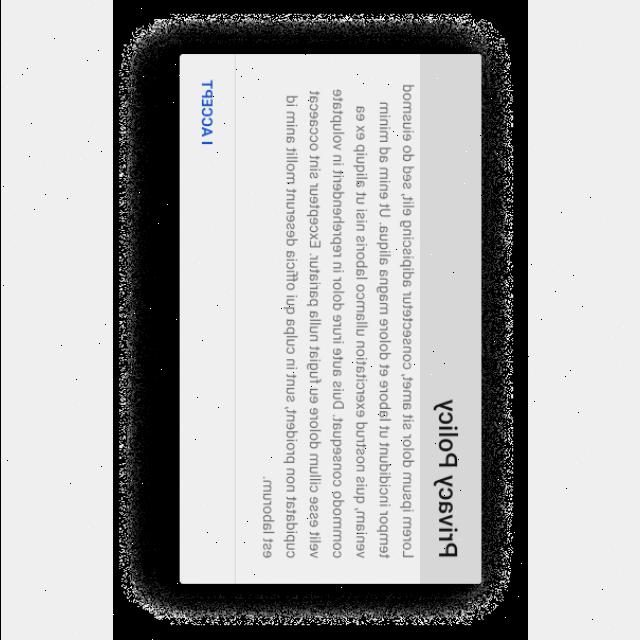 Privacy Policy
Lorem ipsum dolor sit amet, consectetur adipiscing elit, sed do eiusmod
tempor incididunt ut labore et dolore magna aliqua. Ut enim ad minim
veniam, quis nostrud exercitation ullamco laboris nisi ut aliquip ex ea
commodo consequat. Duis aute irure dolor in reprehenderit in voluptate
velit esse cillum dolore eu fugiat nulla pariatur. Excepteur sint occaecat
cupidatat non proident, sunt in culpa qui officia deserunt mollit anim id
est laborum.
I ACCEPT